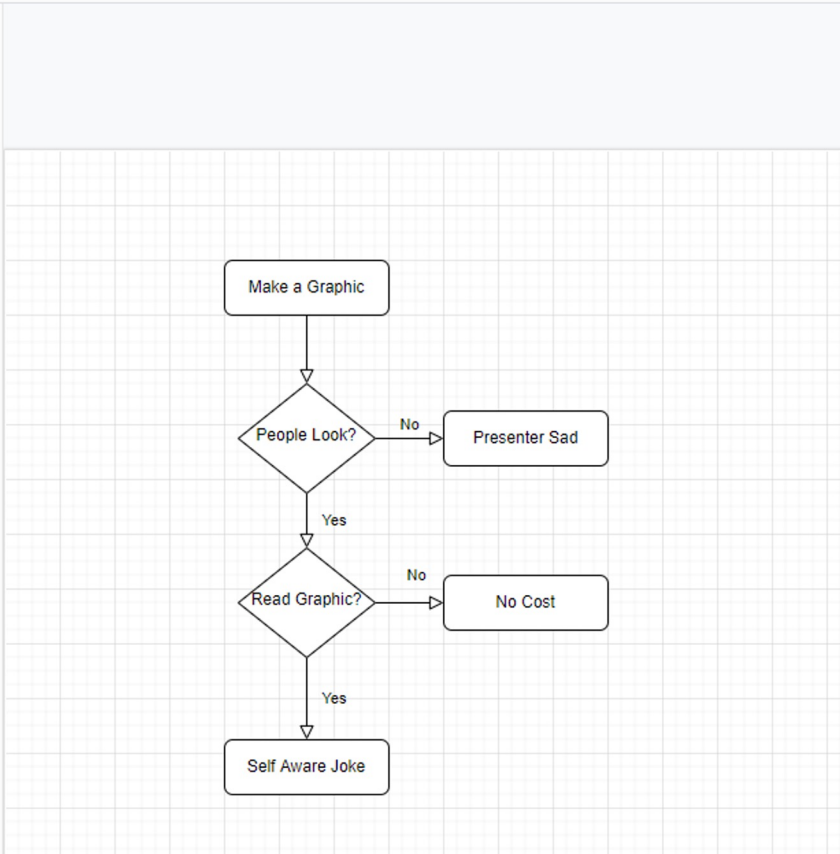 Make a Graphic
People Look?
No
Presenter Sad
Yes
Read Graphic?
No
No Cost
Yes
Self Aware Joke